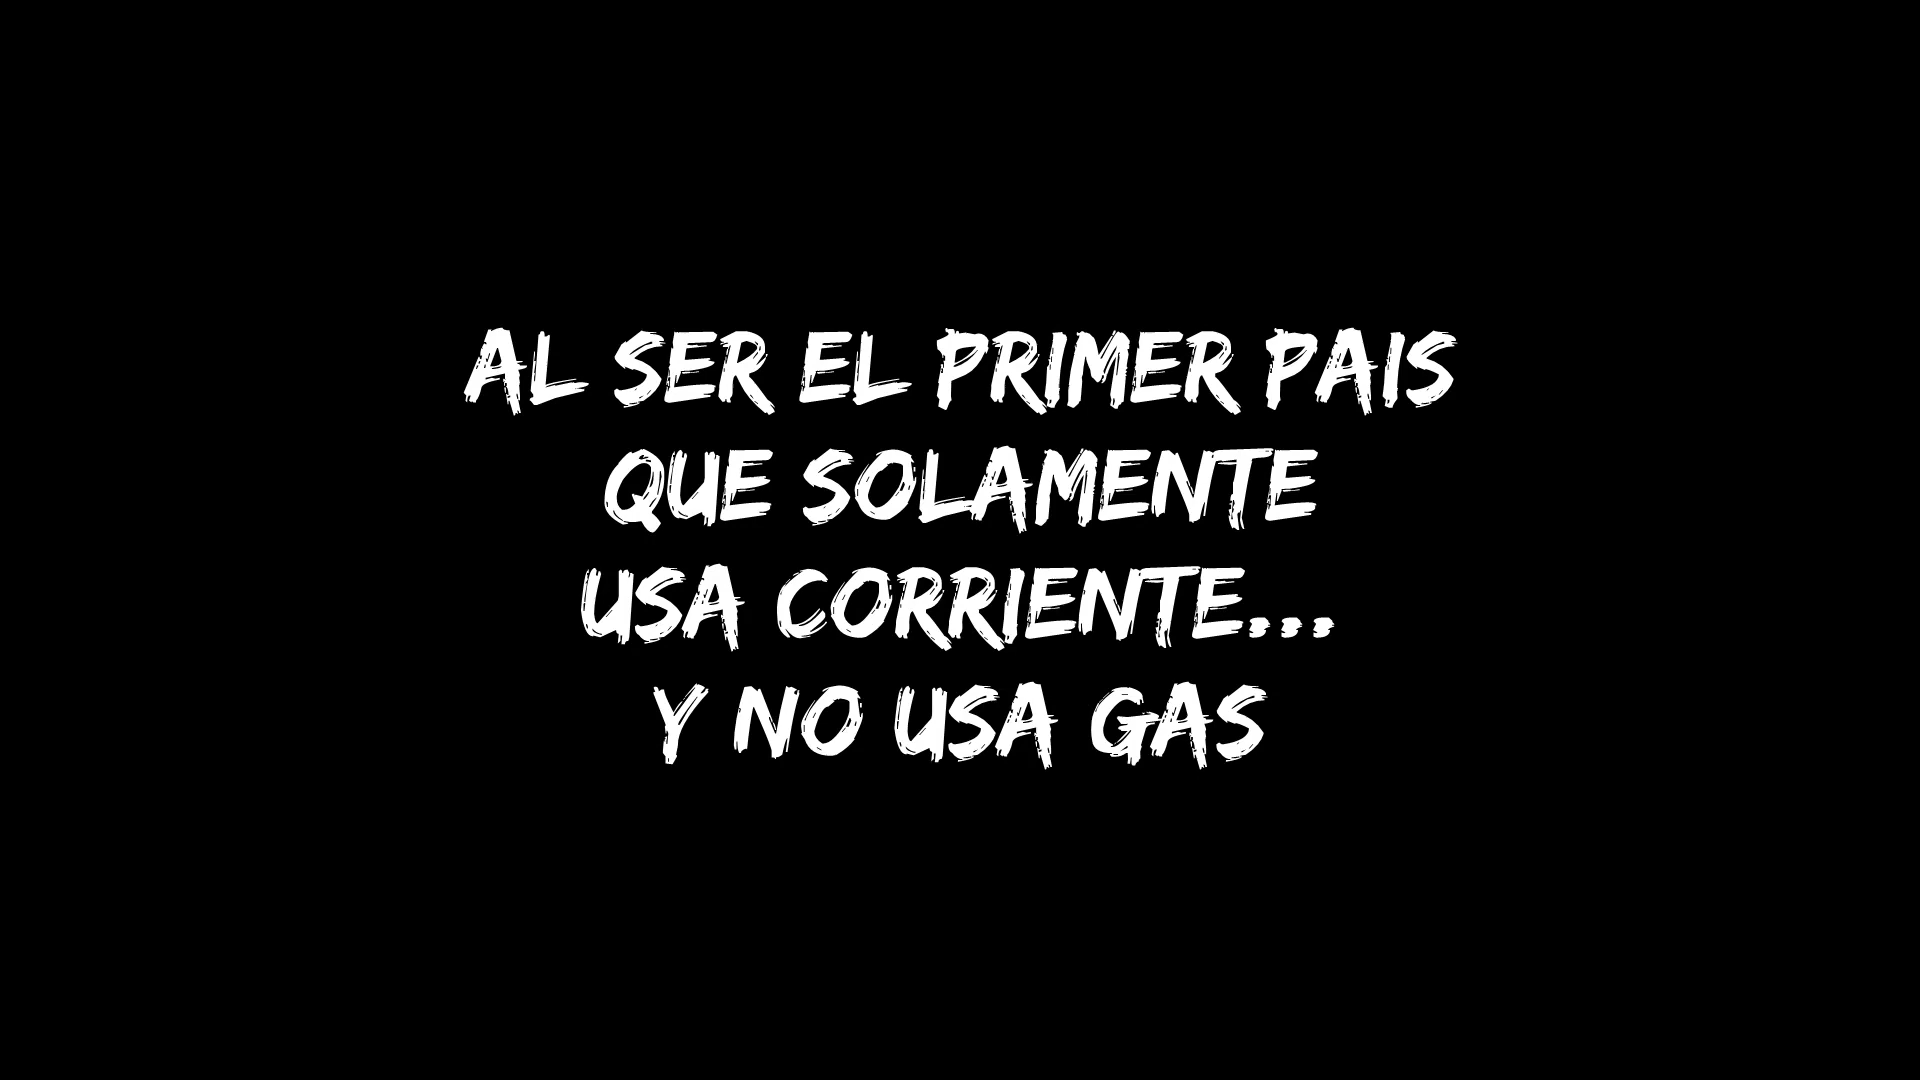 AL SER EL PRIMER PAIS
QUE SOLAMENTE
USA CORRIENTE...
Y NO USA GAS